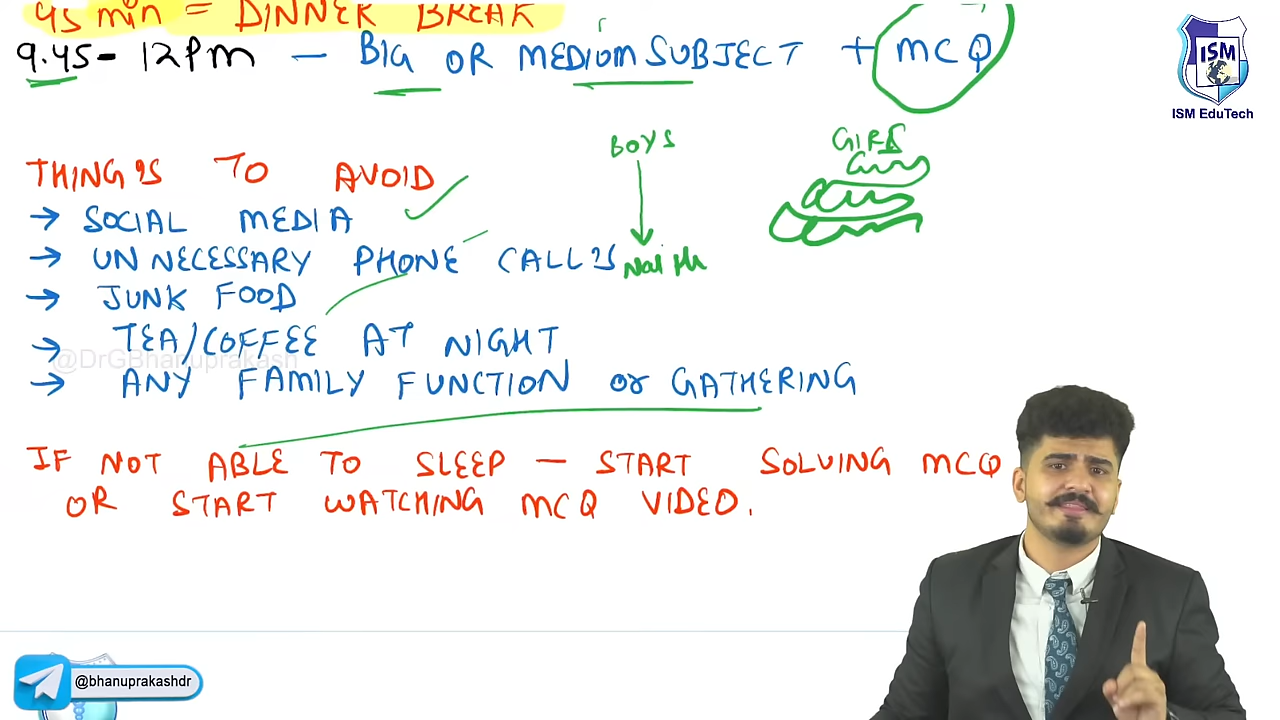 45 min = DINNER BREAK
9.45 - 12PM - BIG OR MEDIUM SUBJECT + MCQ
ISM
ISM EduTech
BOYS
GIRLS
THINGS TO AVOID
→ SOCIAL MEDIA
→ UNNECESSARY PHONE CALLS
→ JUNK FOOD
→ TEA/COFFEE AT NIGHT
@DrGBhanuprakash
→ ANY FAMILY FUNCTION or GATHERING
IF NOT ABLE TO SLEEP - START SOLVING MCQ
OR START WATCHING MCQ VIDEO.
@bhanuprakashdr